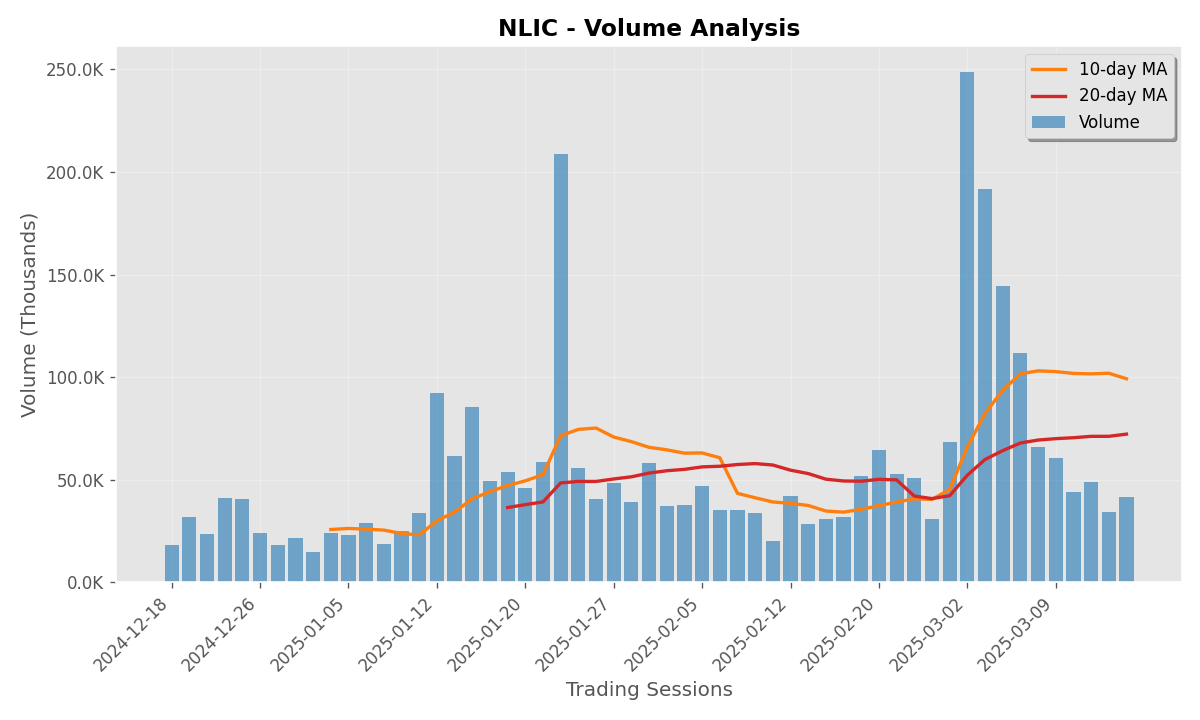 NLIC - Volume Analysis
Volume (Thousands)
250.0K
200.0K
150.0K
100.0K
50.0K
0.0K
10-day MA
20-day MA
Volume
2024-12-18
2024-12-26
2025-01-05
2025-01-12
2025-01-20
2025-01-27
2025-02-05
2025-02-12
2025-02-20
2025-03-02
2025-03-09
Trading Sessions